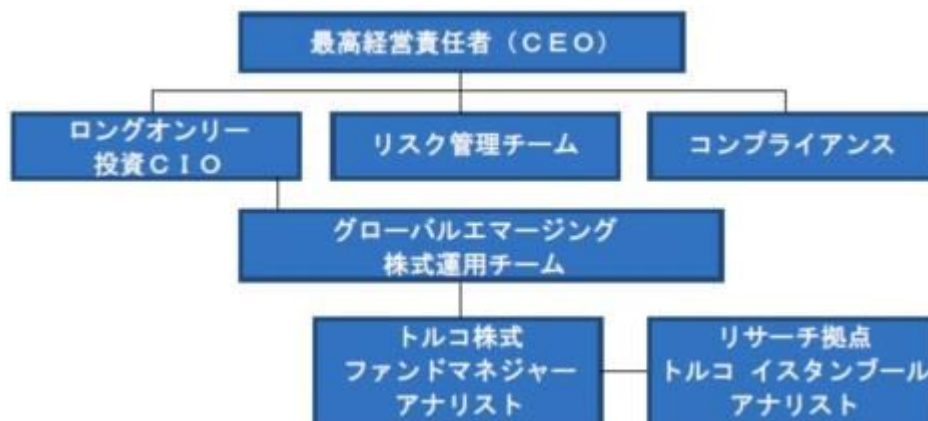 最高経営責任者（ＣＥＯ）
ロングオンリー
投資ＣＩＯ
リスク管理チーム
コンプライアンス
グローバルエマージング
株式運用チーム
トルコ株式
ファンドマネジャー
アナリスト
リサーチ拠点
トルコ イスタンブール
アナリスト